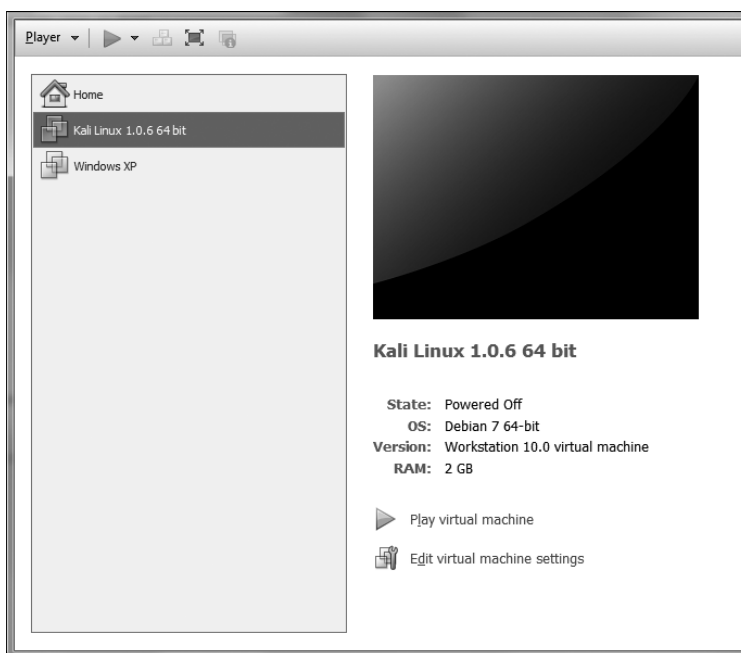 Player
Home
Kali Linux 1.0.6 64 bit
Windows XP
Kali Linux 1.0.6 64 bit
State: Powered Off
OS: Debian 7 64-bit
Version: Workstation 10.0 virtual machine
RAM: 2 GB
Play virtual machine
Edit virtual machine settings